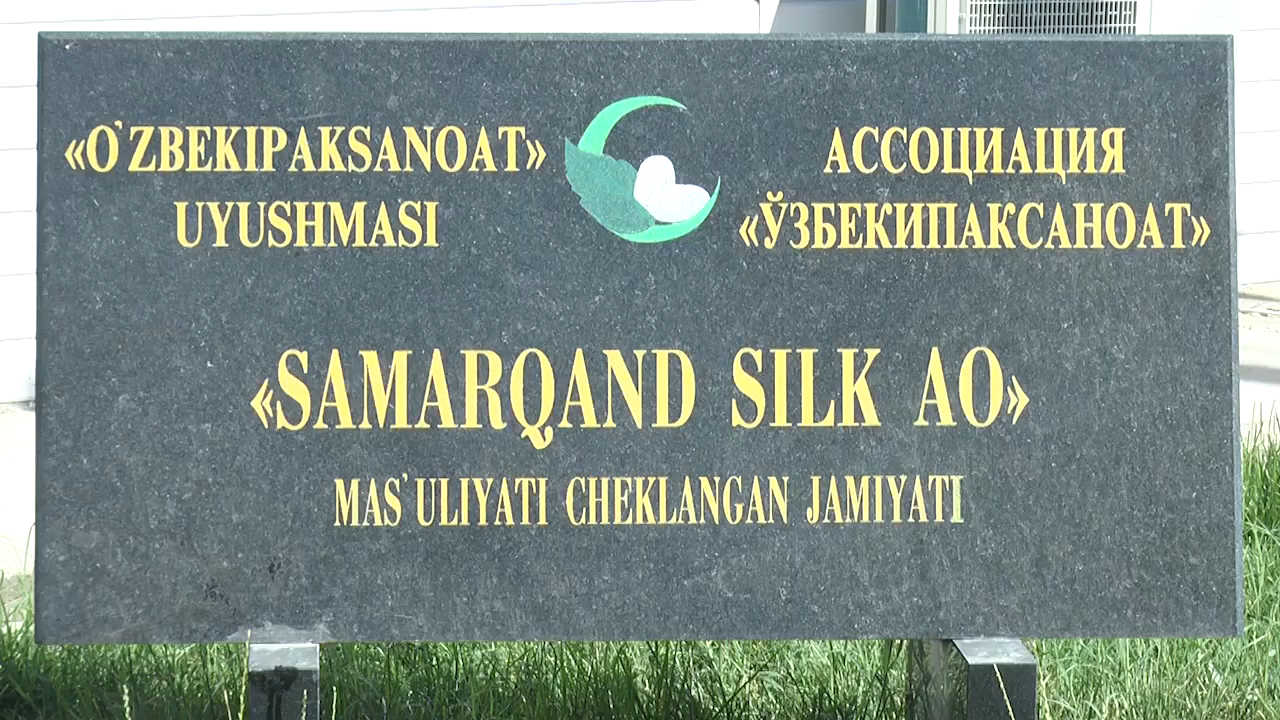 «O`ZBEKIPAKSANOAT»
UYUSHMASI
АССОЦИАЦИЯ
«ЎЗБЕКИПАКСАНОАТ»
«SAMARQAND SILK AO»
MAS`ULIYATI CHEKLANGAN JAMIYATI